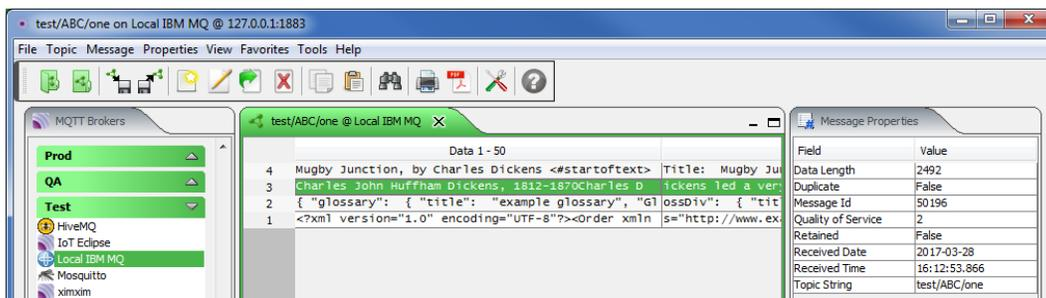 test/ABC/one on Local IBM MQ @ 127.0.0.1:1883
File Topic Message Properties View Favorites Tools Help
PDF
MQTT Brokers
Prod
QA
Test
HiveMQ
IoT Eclipse
Local IBM MQ
Mosquitto
ximxim
test/ABC/one @ Local IBM MQ
Data 1 - 50
4 Mugby Junction, by Charles Dickens <#startoftext> Title: Mugby Jun
3 Charles John Huffham Dickens, 1812-1870Charles D ickens led a very
2 { "glossary": { "title": "example glossary", "Gl ossDiv": { "titl
1 <?xml version="1.0" encoding="UTF-8"?><Order xmln s="http://www.exa
Message Properties
Field Value
Data Length 2492
Duplicate False
Message Id 50196
Quality of Service 2
Retained False
Received Date 2017-03-28
Received Time 16:12:53.866
Topic String test/ABC/one